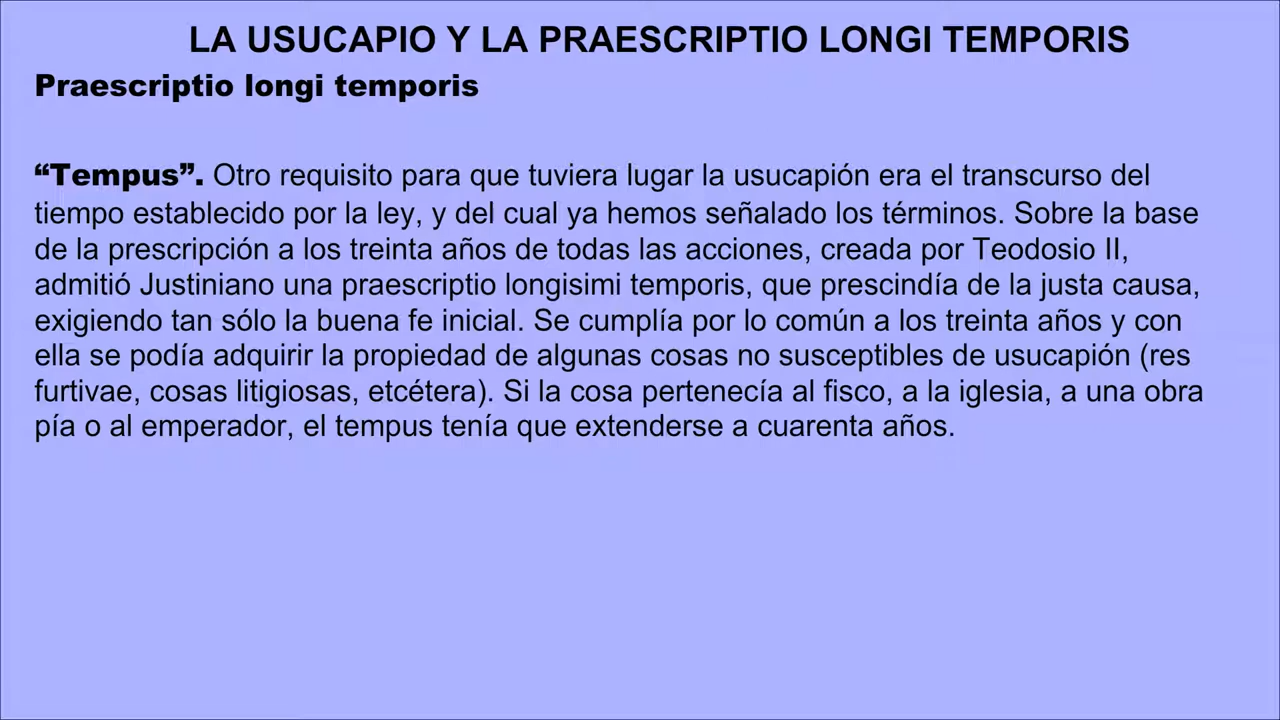 LA USUCAPIO Y LA PRAESCRIPTIO LONGI TEMPORIS
Praescriptio longi temporis
“Tempus”. Otro requisito para que tuviera lugar la usucapión era el transcurso del
tiempo establecido por la ley, y del cual ya hemos señalado los términos. Sobre la base
de la prescripción a los treinta años de todas las acciones, creada por Teodosio II,
admitió Justiniano una praescriptio longisimi temporis, que prescindía de la justa causa,
exigiendo tan sólo la buena fe inicial. Se cumplía por lo común a los treinta años y con
ella se podía adquirir la propiedad de algunas cosas no susceptibles de usucapión (res
furtivae, cosas litigiosas, etcétera). Si la cosa pertenecía al fisco, a la iglesia, a una obra
pía o al emperador, el tempus tenía que extenderse a cuarenta años.